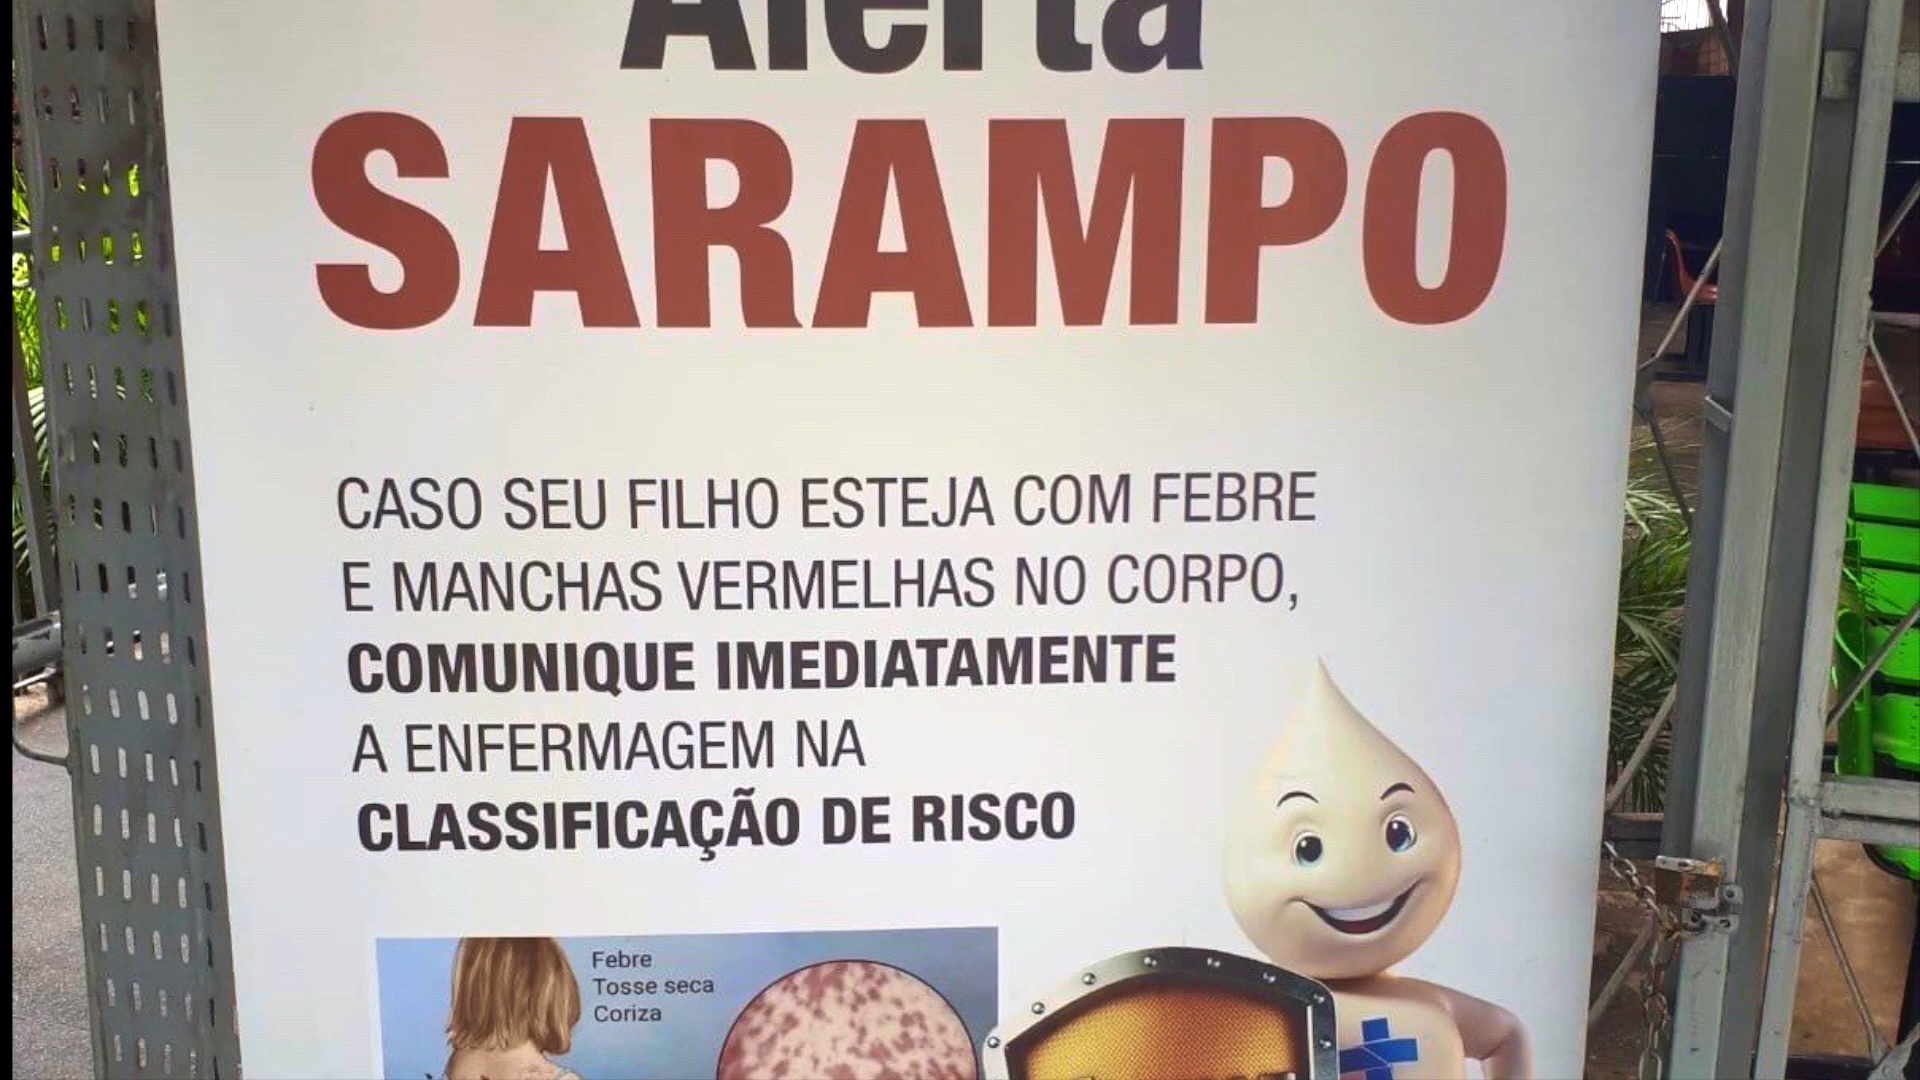 Alerta
SARAMPO
CASO SEU FILHO ESTEJA COM FEBRE
E MANCHAS VERMELHAS NO CORPO,
COMUNIQUE IMEDIATAMENTE
A ENFERMAGEM NA
CLASSIFICAÇÃO DE RISCO
Febre
Tosse seca
Coriza